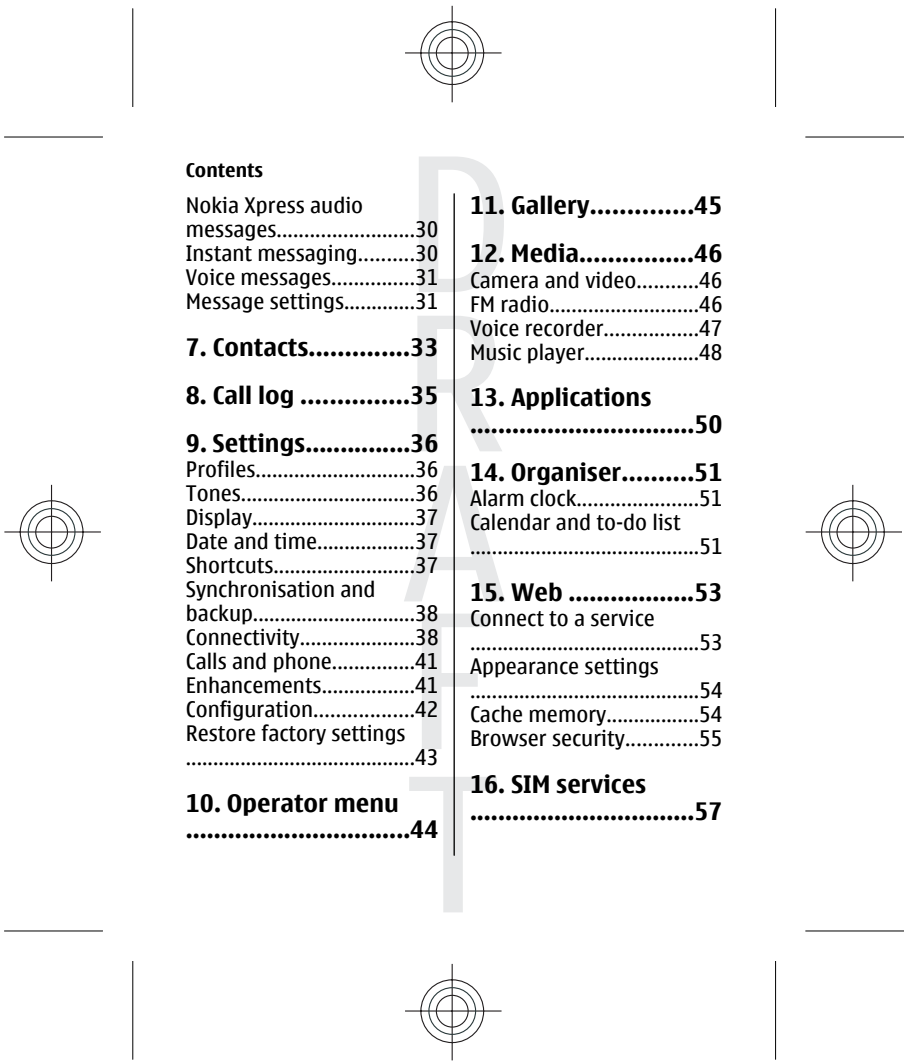 Contents
Nokia Xpress audio
messages.........................30
Instant messaging..........30
Voice messages...............31
Message settings.............31
7. Contacts..............33
8. Call log ................35
9. Settings...............36
Profiles............................36
Tones...............................36
Display.............................37
Date and time..................37
Shortcuts.........................37
Synchronisation and
backup.............................38
Connectivity....................38
Calls and phone...............41
Enhancements.................41
Configuration..................42
Restore factory settings
........................................43
10. Operator menu
................................44
11. Gallery...............45
12. Media................46
Camera and video...........46
FM radio..........................46
Voice recorder.................47
Music player....................48
13. Applications
................................50
14. Organiser..........51
Alarm clock......................51
Calendar and to-do list
.........................................51
15. Web ..................53
Connect to a service
.........................................53
Appearance settings
.........................................54
Cache memory................54
Browser security.............55
16. SIM services
................................57
DRAFT